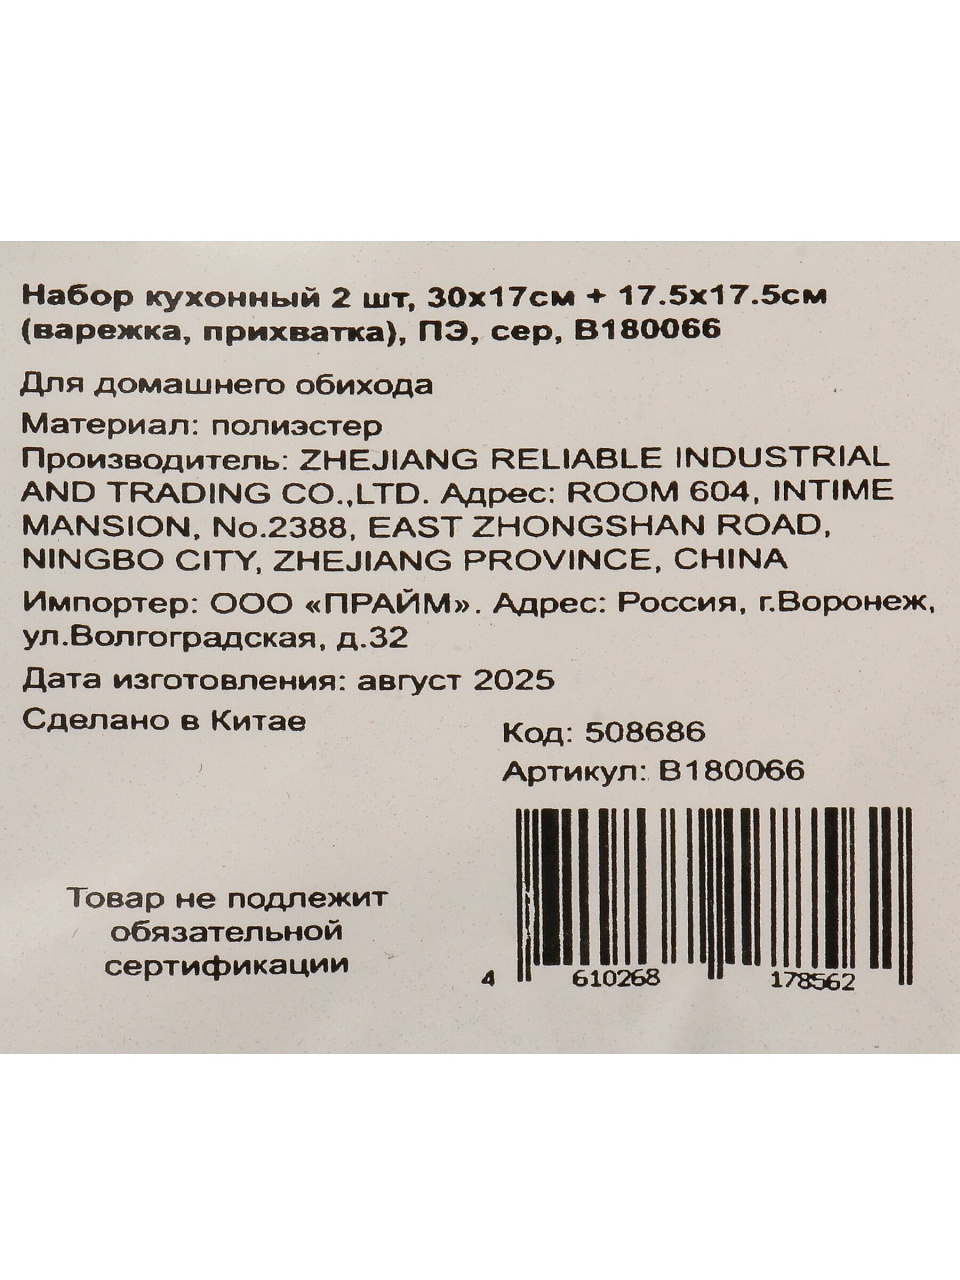 Набор кухонный 2 шт, 30х17см + 17.5х17.5см
(варежка, прихватка), ПЭ, сер, B180066
Для домашнего обихода
Материал: полиэстер
Производитель: ZHEJIANG RELIABLE INDUSTRIAL
AND TRADING CO.,LTD. Адрес: ROOM 604, INTIME
MANSION, No.2388, EAST ZHONGSHAN ROAD,
NINGBO CITY, ZHEJIANG PROVINCE, CHINA
Импортер: ООО «ПРАЙМ». Адрес: Россия, г.Воронеж,
ул.Волгоградская, д.32
Дата изготовления: август 2025
Сделано в Китае
Код: 508686
Артикул: B180066
Товар не подлежит
обязательной
сертификации
4 610268 178562